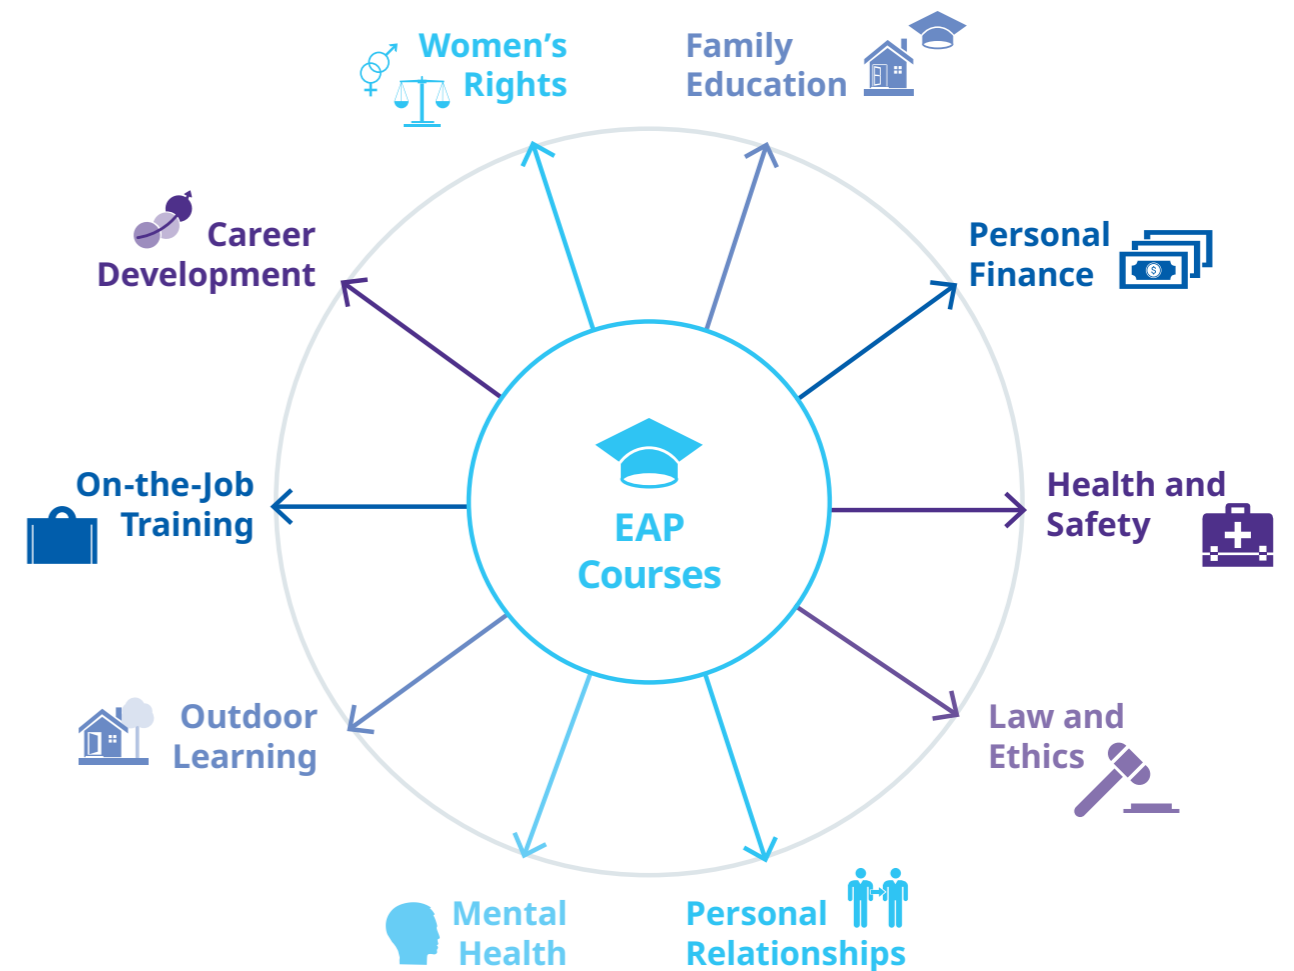 Women’s
Rights
Family
Education
Career
Development
Personal
Finance
On-the-Job
Training
EAP
Courses
Health and
Safety
Outdoor
Learning
Law and
Ethics
Mental
Health
Personal
Relationships